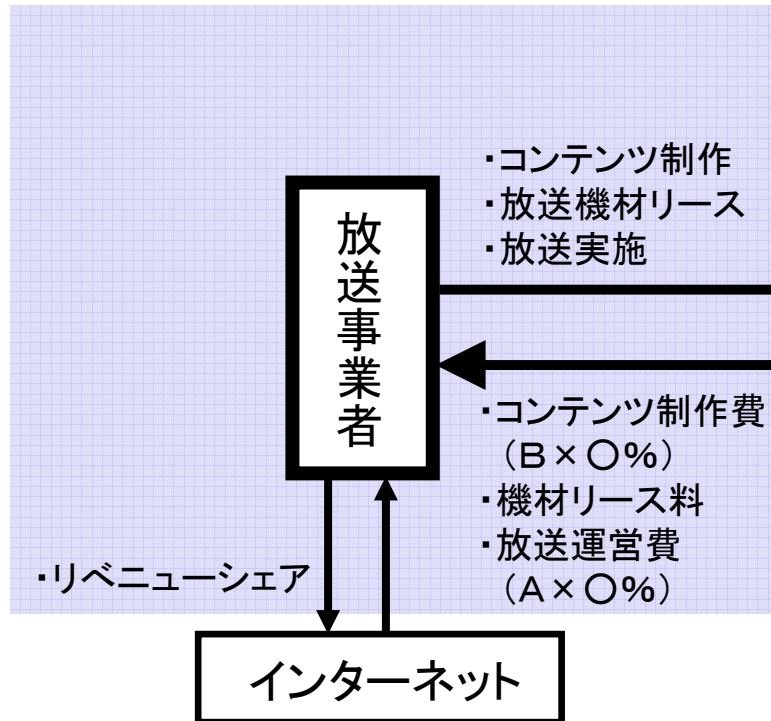 ・コンテンツ制作
・放送機材リース
・放送実施
放送事業者
・コンテンツ制作費
(B×〇%)
・機材リース料
・放送運営費
(A×〇%)
・リベニューシェア
インターネット